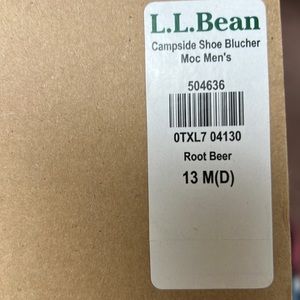 L.L.Bean
Campside Shoe Blucher
Moc Men's
504636
0TXL7 04130
Root Beer
13 M(D)